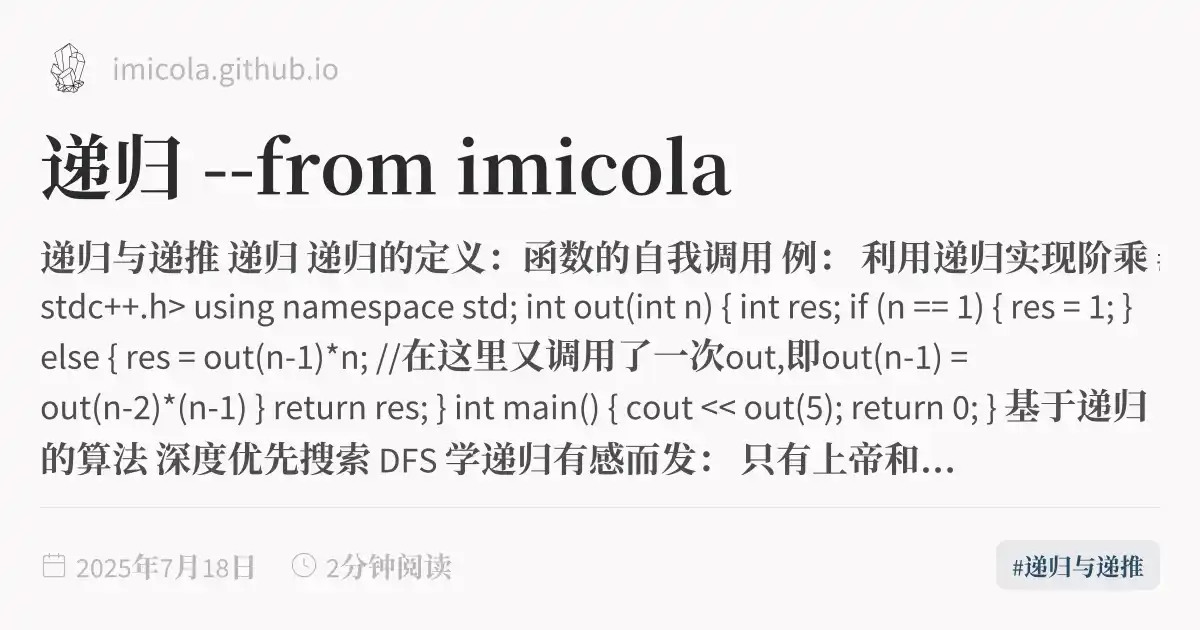 imicola.github.io
递归 --from imicola
递归与递推 递归 递归的定义：函数的自我调用 例： 利用递归实现阶乘
stdc++.h> using namespace std; int out(int n) { int res; if (n == 1) { res = 1; }
else { res = out(n-1)*n; //在这里又调用了一次out,即out(n-1) =
out(n-2)*(n-1) } return res; } int main() { cout << out(5); return 0; } 基于递归
的算法 深度优先搜索 DFS 学递归有感而发： 只有上帝和…
2025年7月18日 2分钟阅读
#递归与递推